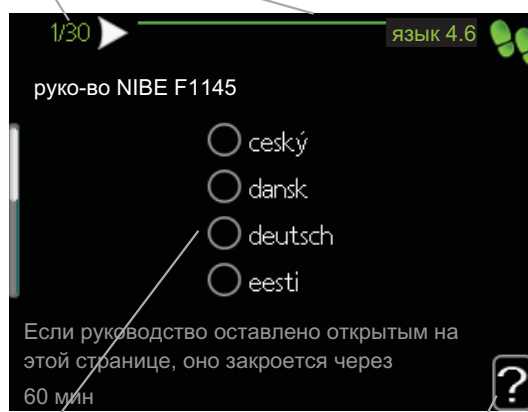 1/30
язык 4.6
руко-во NIBE F1145
ceský
dansk
deutsch
eesti
Если руководство оставлено открытым на
этой странице, оно закроется через
60 мин
?